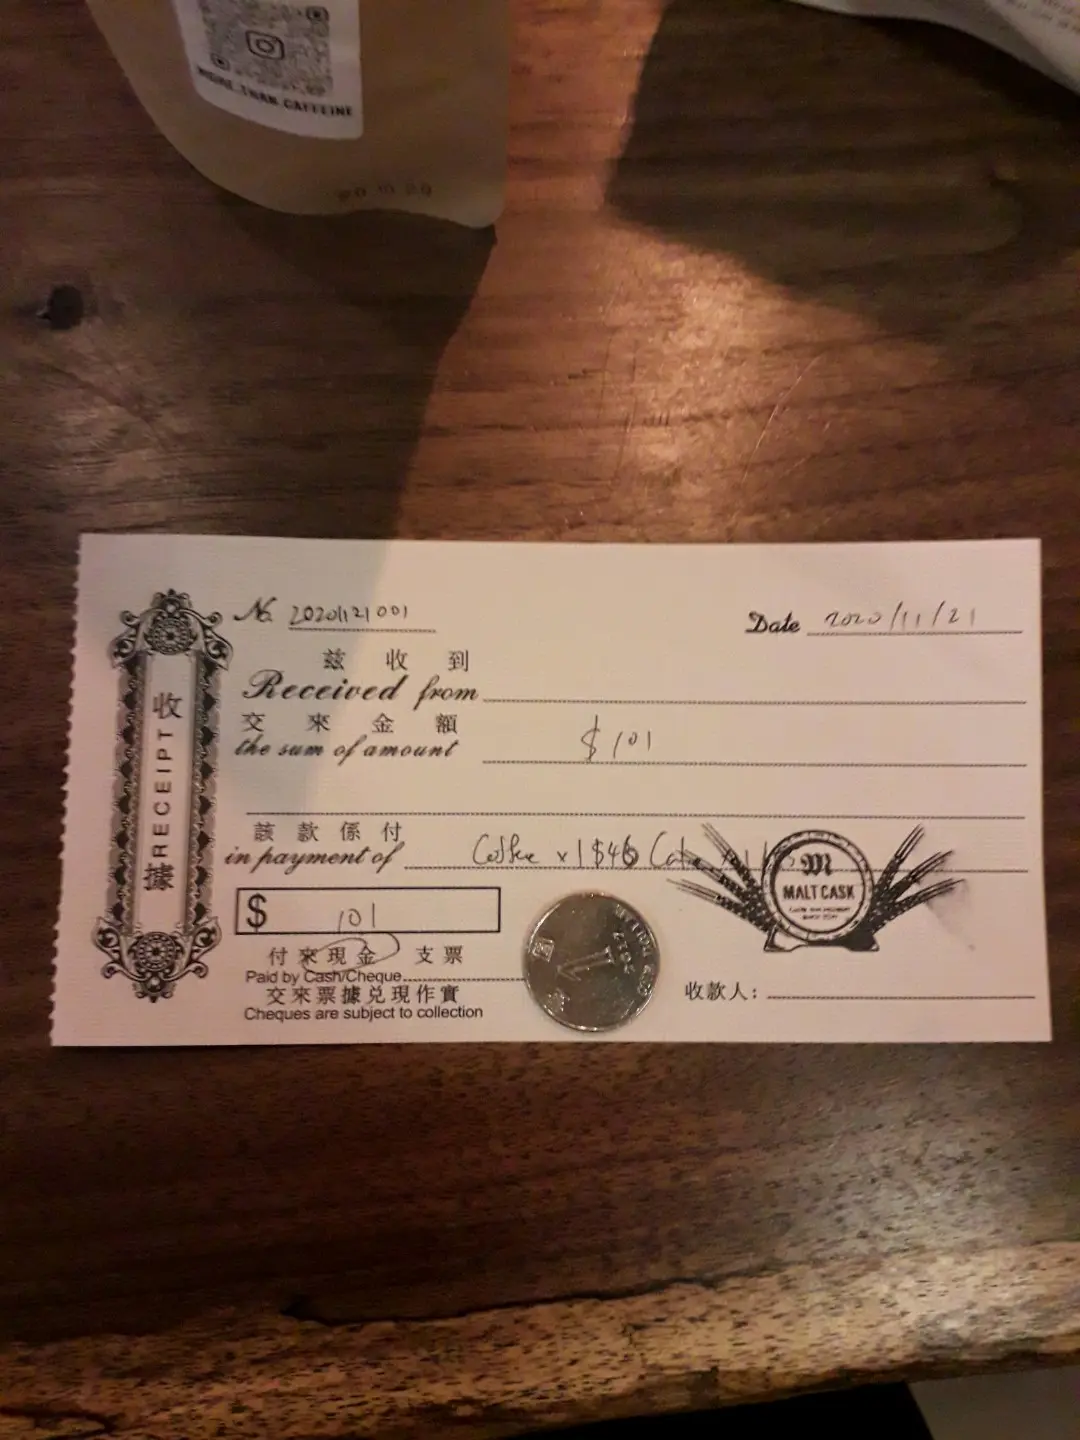 MORE.THAN.CAFFEINE
No. 20201121001
Date 2020/11/21
茲 收 到
Received from
交 來 金 額
the sum of amount $101
該 款 係 付
in payment of Coffee x1 $46
收 RECEIPT 據
MALT CASK
$ 101
付 來 現 金 支 票
Paid by Cash/Cheque
交來票據兌現作實
Cheques are subject to collection
收款人: